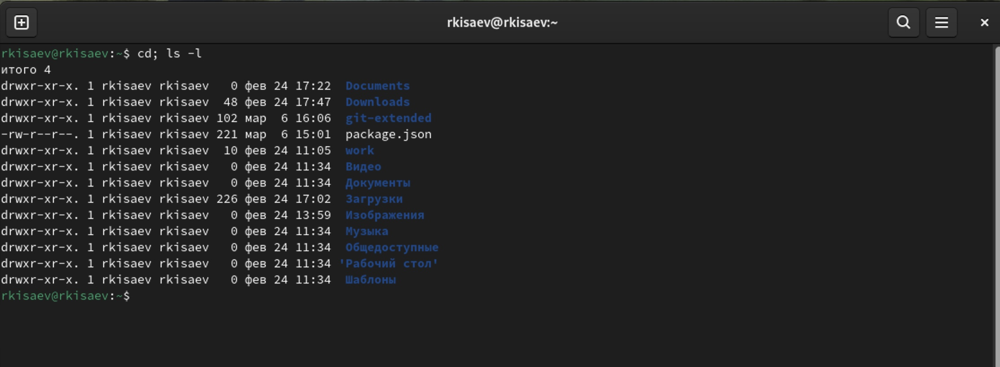 rkisaev@rkisaev:~
rkisaev@rkisaev:~$ cd; ls -l
итого 4
drwxr-xr-x. 1 rkisaev rkisaev   0 фев 24 17:22  Documents
drwxr-xr-x. 1 rkisaev rkisaev  48 фев 24 17:47  Downloads
drwxr-xr-x. 1 rkisaev rkisaev 102 мар  6 16:06  git-extended
-rw-r--r--. 1 rkisaev rkisaev 221 мар  6 15:01  package.json
drwxr-xr-x. 1 rkisaev rkisaev  10 фев 24 11:05  work
drwxr-xr-x. 1 rkisaev rkisaev   0 фев 24 11:34  Видео
drwxr-xr-x. 1 rkisaev rkisaev   0 фев 24 11:34  Документы
drwxr-xr-x. 1 rkisaev rkisaev 226 фев 24 17:02  Загрузки
drwxr-xr-x. 1 rkisaev rkisaev   0 фев 24 13:59  Изображения
drwxr-xr-x. 1 rkisaev rkisaev   0 фев 24 11:34  Музыка
drwxr-xr-x. 1 rkisaev rkisaev   0 фев 24 11:34  Общедоступные
drwxr-xr-x. 1 rkisaev rkisaev   0 фев 24 11:34 'Рабочий стол'
drwxr-xr-x. 1 rkisaev rkisaev   0 фев 24 11:34  Шаблоны
rkisaev@rkisaev:~$